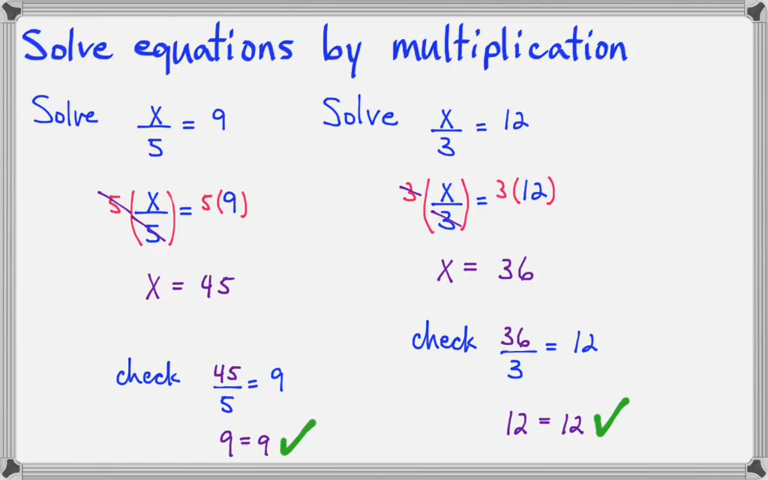 Solve equations by multiplication
Solve x/5 = 9
5(x/5) = 5(9)
x = 45
check 45/5 = 9
9 = 9 ✓
Solve x/3 = 12
3(x/3) = 3(12)
x = 36
check 36/3 = 12
12 = 12 ✓